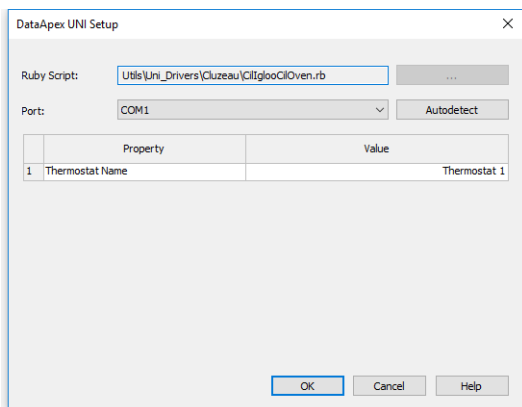 DataApex UNI Setup
Ruby Script: Utils\Uni_Drivers\Cluzeau\CilIglooCilOven.rb ...
Port: COM1 Autodetect
Property Value
1 Thermostat Name Thermostat 1
OK Cancel Help